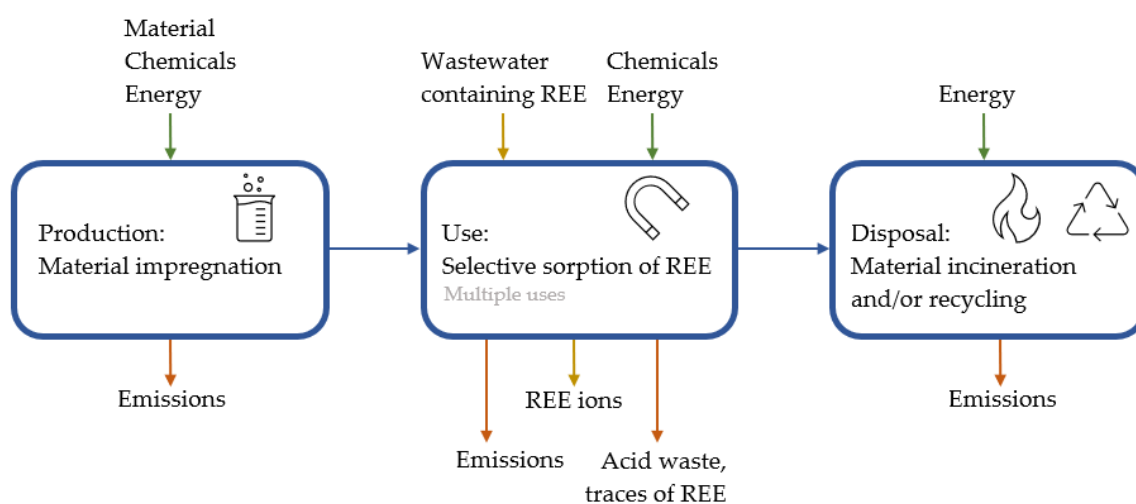 Material
Chemicals
Energy
Wastewater
containing REE
Chemicals
Energy
Energy
Production:
Material impregnation
Use:
Selective sorption of REE
Multiple uses
Disposal:
Material incineration
and/or recycling
Emissions
REE ions
Emissions
Emissions
Acid waste,
traces of REE